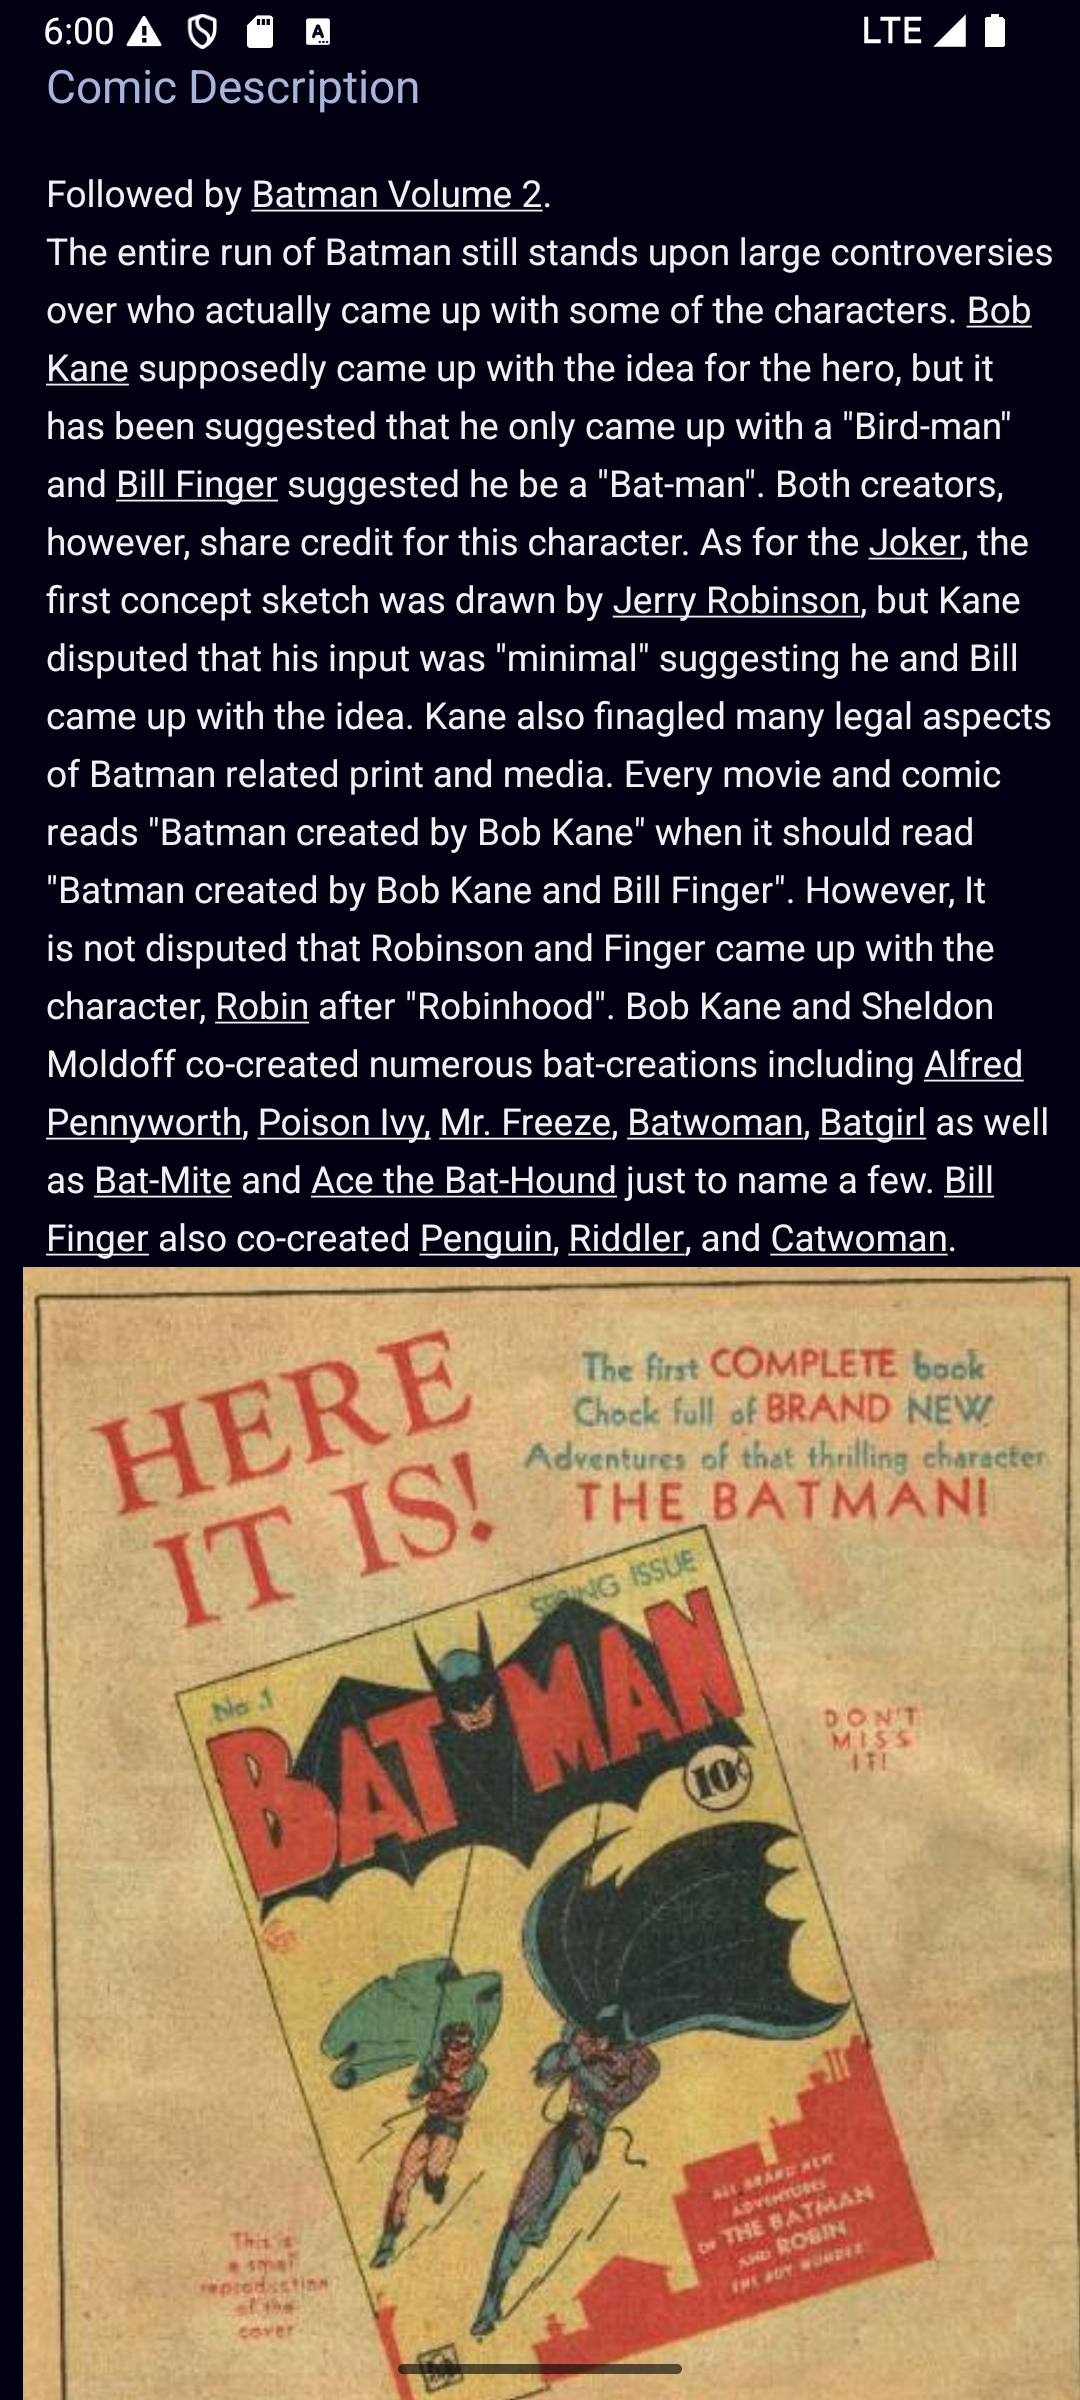 6:00
LTE
Comic Description
Followed by Batman Volume 2.
The entire run of Batman still stands upon large controversies
over who actually came up with some of the characters. Bob
Kane supposedly came up with the idea for the hero, but it
has been suggested that he only came up with a "Bird-man"
and Bill Finger suggested he be a "Bat-man". Both creators,
however, share credit for this character. As for the Joker, the
first concept sketch was drawn by Jerry Robinson, but Kane
disputed that his input was "minimal" suggesting he and Bill
came up with the idea. Kane also finagled many legal aspects
of Batman related print and media. Every movie and comic
reads "Batman created by Bob Kane" when it should read
"Batman created by Bob Kane and Bill Finger". However, It
is not disputed that Robinson and Finger came up with the
character, Robin after "Robinhood". Bob Kane and Sheldon
Moldoff co-created numerous bat-creations including Alfred
Pennyworth, Poison Ivy, Mr. Freeze, Batwoman, Batgirl as well
as Bat-Mite and Ace the Bat-Hound just to name a few. Bill
Finger also co-created Penguin, Riddler, and Catwoman.
HERE
IT IS!
The first COMPLETE book
Chock full of BRAND NEW
Adventures of that thrilling character
THE BATMAN!
SPRING ISSUE
No.1
BATMAN
10¢
DON'T
MISS
IT!
ALL BRAND NEW
ADVENTURES
OF THE BATMAN
AND ROBIN
THE BOY WONDER!
This is
a small
reproduction
of the
cover